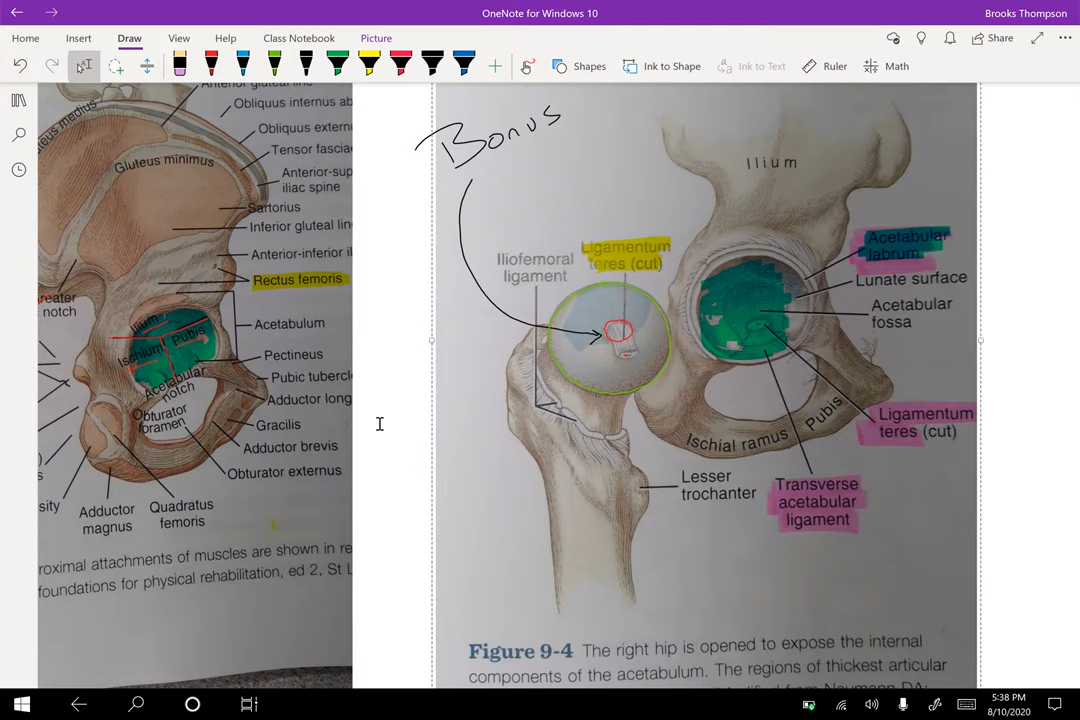 OneNote for Windows 10
Brooks Thompson
Home
Insert
Draw
View
Help
Class Notebook
Picture
Share
Shapes
Ink to Shape
Ink to Text
Ruler
Math
Anterior gluteal line
Obliquus internus ab
Obliquus extern
Tensor fascia
Anterior-sup
iliac spine
Sartorius
Inferior gluteal lin
Anterior-inferior il
Rectus femoris
Acetabulum
Pectineus
Pubic tubercl
Adductor long
Gracilis
Adductor brevis
Obturator externus
Quadratus
femoris
Adductor
magnus
sity
notch
Gluteus minimus
Ilium
Pubis
Ischium
Acetabular
notch
Obturator
foramen
roximal attachments of muscles are shown in re
foundations for physical rehabilitation, ed 2, St L
Bonus
Ilium
Ligamentum
teres (cut)
Iliofemoral
ligament
Acetabular
labrum
Lunate surface
Acetabular
fossa
Ligamentum
teres (cut)
Pubis
Ischial ramus
Lesser
trochanter
Transverse
acetabular
ligament
Figure 9-4 The right hip is opened to expose the internal
components of the acetabulum. The regions of thickest articular
5:38 PM
8/10/2020